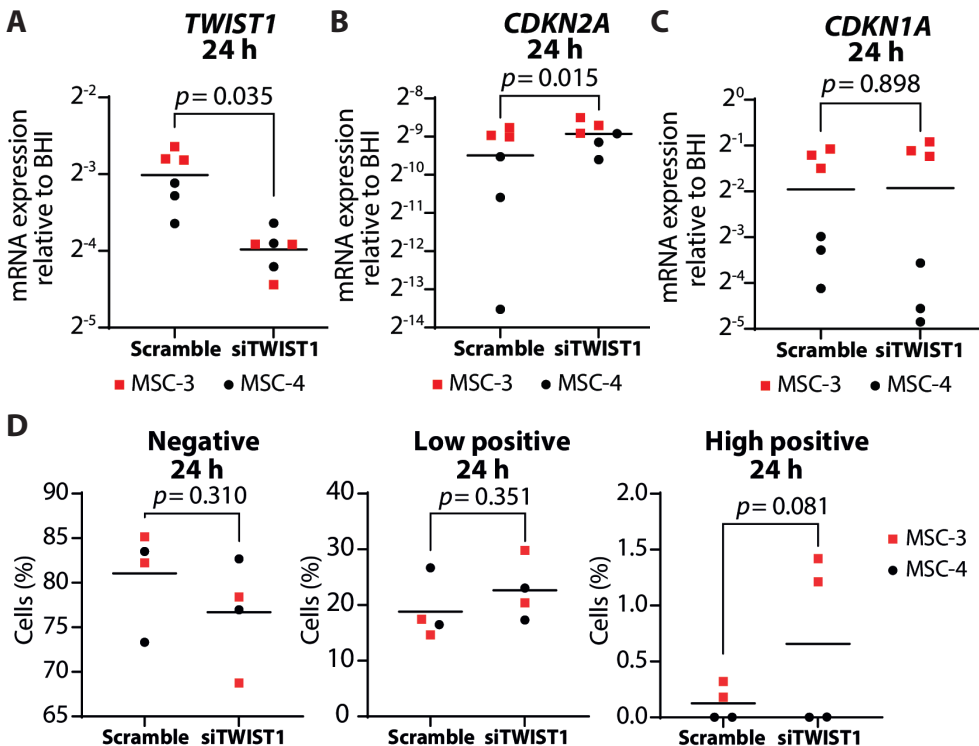 A
TWIST1
24 h
p = 0.035
mRNA expression
relative to BHI
2⁻²
2⁻³
2⁻⁴
2⁻⁵
Scramble siTWIST1
MSC-3 MSC-4
B
CDKN2A
24 h
p = 0.015
mRNA expression
relative to BHI
2⁻⁸
2⁻⁹
2⁻¹⁰
2⁻¹¹
2⁻¹²
2⁻¹³
2⁻¹⁴
Scramble siTWIST1
MSC-3 MSC-4
C
CDKN1A
24 h
p = 0.898
mRNA expression
relative to BHI
2⁰
2⁻¹
2⁻²
2⁻³
2⁻⁴
2⁻⁵
Scramble siTWIST1
MSC-3 MSC-4
D
Negative
24 h
p = 0.310
Cells (%)
90
85
80
75
70
65
Scramble siTWIST1
Low positive
24 h
p = 0.351
Cells (%)
40
30
20
10
0
Scramble siTWIST1
High positive
24 h
p = 0.081
Cells (%)
2.0
1.5
1.0
0.5
0.0
Scramble siTWIST1
MSC-3
MSC-4